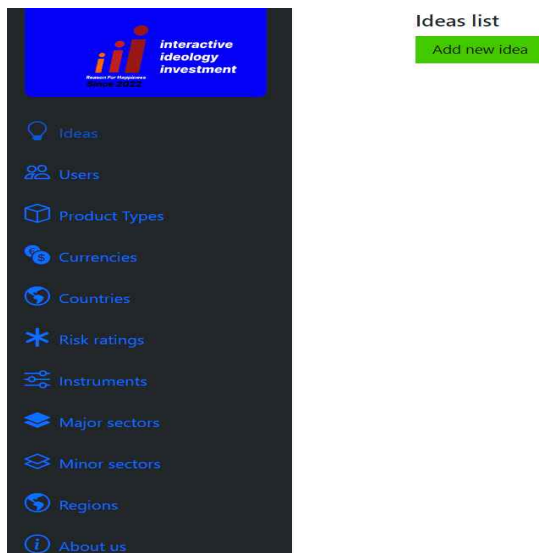 interactive
ideology
investment
Reason For Happiness
Since 2022
Ideas
Users
Product Types
Currencies
Countries
Risk ratings
Instruments
Major sectors
Minor sectors
Regions
About us
Ideas list
Add new idea